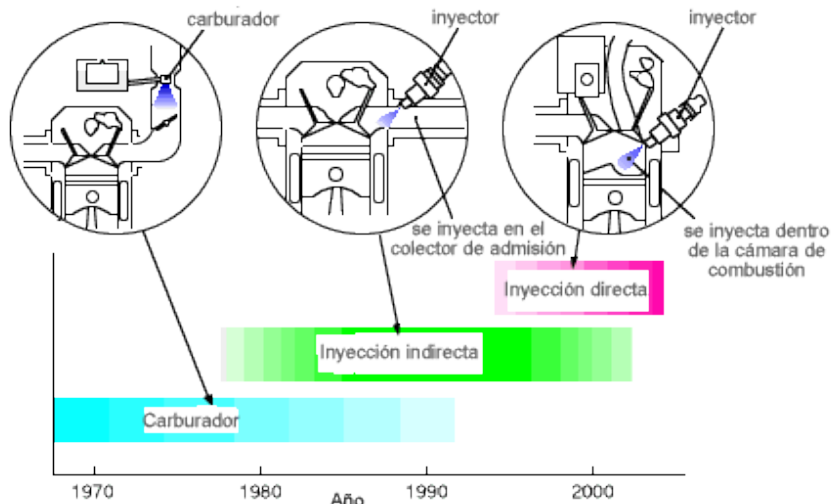 carburador
inyector
inyector
se inyecta en el
colector de admisión
se inyecta dentro
de la cámara de
combustión
Inyección directa
Inyección indirecta
Carburador
1970
1980
1990
2000
Año